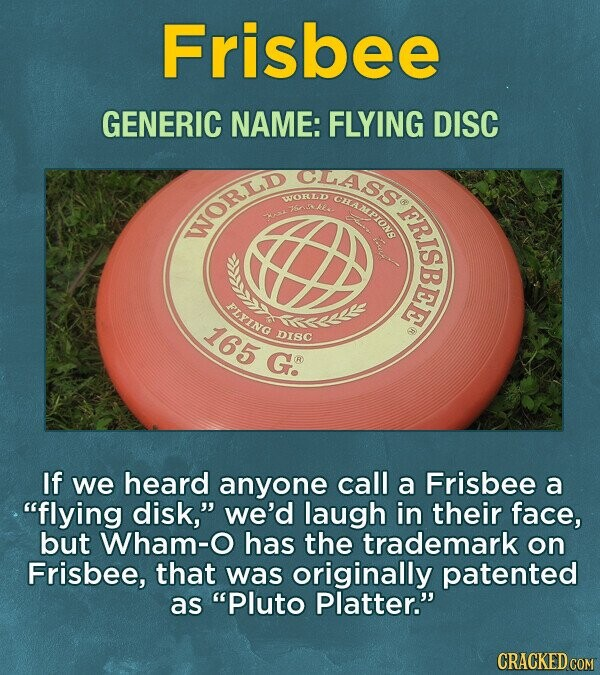 Frisbee
GENERIC NAME: FLYING DISC
WORLD CLASS® FRISBEE®
WORLD CHAMPIONS
FLYING DISC
165 G.®
If we heard anyone call a Frisbee a
“flying disk,” we’d laugh in their face,
but Wham-O has the trademark on
Frisbee, that was originally patented
as “Pluto Platter.”
CRACKED.COM